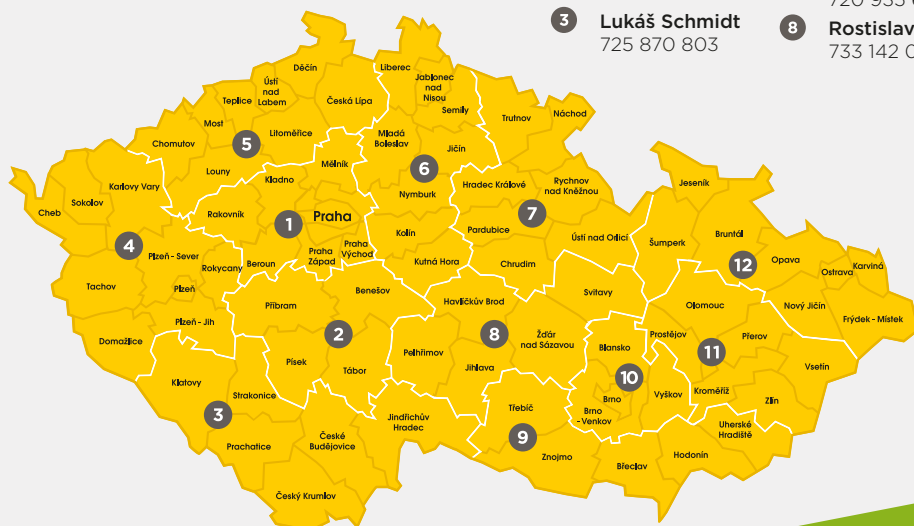 3 Lukáš Schmidt
725 870 803
8 Rostislav
733 142 0
Děčín
Liberec
Ústí
nad
Labem
Teplice
Česká Lípa
Jablonec
nad
Nisou
Semily
Trutnov
Náchod
Most
Litoměřice
Mladá
Boleslav
Jičín
Chomutov
5
Mělník
6
Louny
Kladno
Nymburk
Hradec Králové
Rychnov
nad Kněžnou
Jeseník
Karlovy Vary
Sokolov
Cheb
Rakovník
1
Praha
7
Kolín
Pardubice
Ústí nad Orlicí
Šumperk
Bruntál
4
Plzeň - Sever
Rokycany
Beroun
Praha
Západ
Praha
Východ
Kutná Hora
Chrudim
12
Opava
Ostrava
Karviná
Tachov
Plzeň
Benešov
Svitavy
Příbram
Havlíčkův Brod
Olomouc
Nový Jičín
Frýdek - Místek
Plzeň - Jih
Domažlice
2
8
Žďár
nad Sázavou
Prostějov
Přerov
Blansko
11
Písek
Pelhřimov
Vsetín
Klatovy
Tábor
Jihlava
10
Strakonice
Brno
Vyškov
Kroměříž
Zlín
3
Jindřichův
Hradec
Třebíč
Brno
- Venkov
Uherské
Hradiště
9
České
Budějovice
Prachatice
Znojmo
Břeclav
Hodonín
Český Krumlov